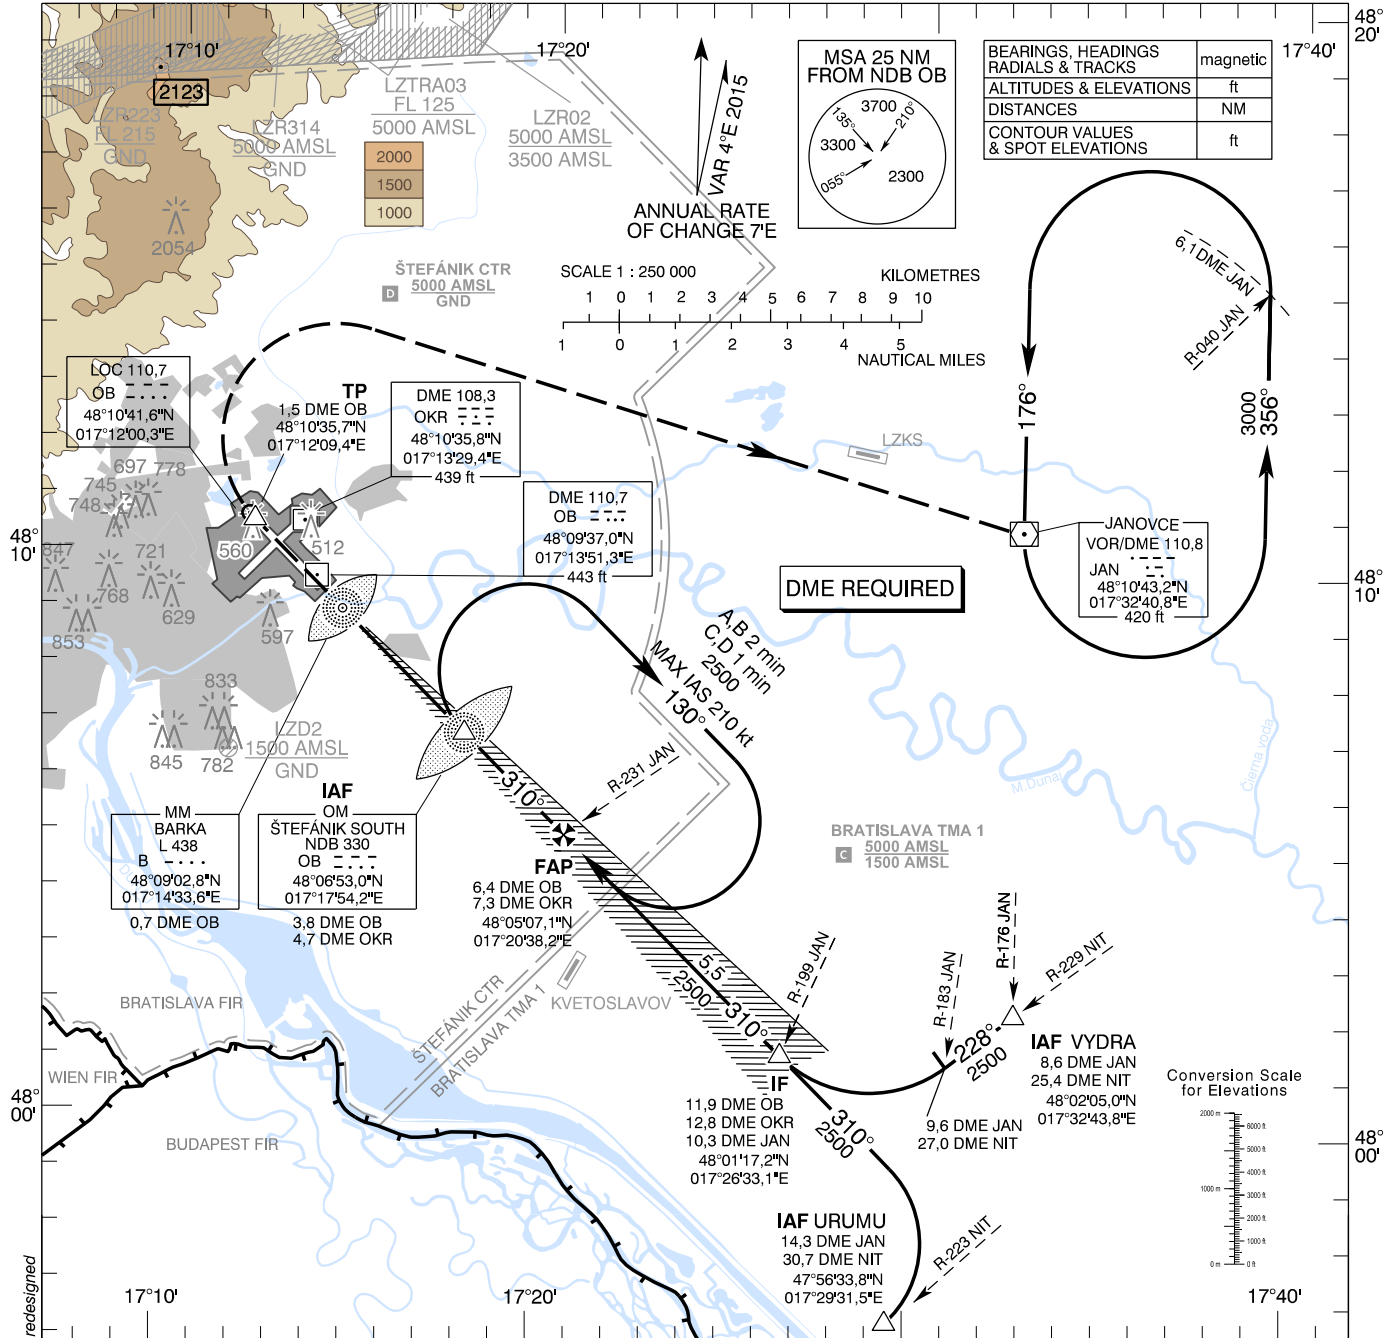 48°
20'
17°10'
17°20'
17°40'
2123
LZR223
FL 215
GND
LZR314
5000 AMSL
GND
LZTRA03
FL 125
5000 AMSL
LZR02
5000 AMSL
3500 AMSL
2000
1500
1000
2054
VAR 4°E 2015
ANNUAL RATE
OF CHANGE 7'E
MSA 25 NM
FROM NDB OB
3700
135°
210°
3300
055°
2300
BEARINGS, HEADINGS
RADIALS & TRACKS
magnetic
ALTITUDES & ELEVATIONS ft
DISTANCES NM
CONTOUR VALUES
& SPOT ELEVATIONS
ft
ŠTEFÁNIK CTR
D 5000 AMSL
GND
SCALE 1 : 250 000
KILOMETRES
1 0 1 2 3 4 5 6 7 8 9 10
1 0 1 2 3 4 5
NAUTICAL MILES
6,1 DME JAN
R-040 JAN
176°
3000
356°
LOC 110,7
OB
48°10'41,6"N
017°12'00,3"E
TP
1,5 DME OB
48°10'35,7"N
017°12'09,4"E
DME 108,3
OKR
48°10'35,8"N
017°13'29,4"E
439 ft
LZKS
DME 110,7
OB
48°09'37,0"N
017°13'51,3"E
443 ft
JANOVCE
VOR/DME 110,8
JAN
48°10'43,2"N
017°32'40,8"E
420 ft
DME REQUIRED
697
778
745
748
560
512
48°
10'
847
721
768
629
853
597
48°
10'
A,B 2 min
C,D 1 min
2500
MAX IAS 210 kt
130°
833
845
782
LZD2
1500 AMSL
GND
310°
R-231 JAN
M.Dunaj
Čierna voda
IAF
MM
BARKA
L 438
B
48°09'02,8"N
017°14'33,6"E
0,7 DME OB
OM
ŠTEFÁNIK SOUTH
NDB 330
OB
48°06'53,0"N
017°17'54,2"E
3,8 DME OB
4,7 DME OKR
FAP
6,4 DME OB
7,3 DME OKR
48°05'07,1"N
017°20'38,2"E
BRATISLAVA TMA 1
C 5000 AMSL
1500 AMSL
5,5
2500
310°
R-199 JAN
R-183 JAN
R-176 JAN
R-229 NIT
KVETOSLAVOV
ŠTEFÁNIK CTR
BRATISLAVA TMA 1
BRATISLAVA FIR
WIEN FIR
BUDAPEST FIR
228°
2500
IAF VYDRA
8,6 DME JAN
25,4 DME NIT
48°02'05,0"N
017°32'43,8"E
IF
11,9 DME OB
12,8 DME OKR
10,3 DME JAN
48°01'17,2"N
017°26'33,1"E
310°
2500
9,6 DME JAN
27,0 DME NIT
48°
00'
48°
00'
Conversion Scale
for Elevations
2000 m
6000 ft
5000 ft
4000 ft
1000 m
3000 ft
2000 ft
1000 ft
0 m
0 ft
IAF URUMU
14,3 DME JAN
30,7 DME NIT
47°56'33,8"N
017°29'31,5"E
R-223 NIT
redesigned
17°10'
17°20'
17°40'